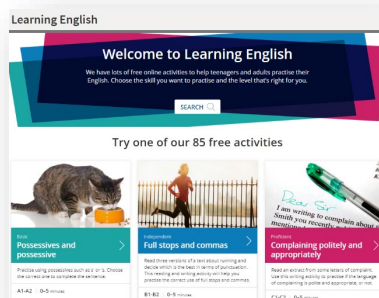 Learning English
Welcome to Learning English
We have lots of free online activities to help teenagers and adults practise their
English. Choose the skill you want to practise and the level that's right for you.
SEARCH
Try one of our 85 free activities
Basic
Possessives and
possessive
Practise using possessives such as s' or 's. Choose
the correct one to complete the sentence.
A1-A2 0-5 minutes
Independent
Full stops and commas
Read three versions of a text about running and
decide which is the best in terms of punctuation.
This reading and writing activity will help you
practise the correct use of full stops and commas
B1-B2 0-5 minutes
Dear Sir
I am writing to complain about
Smith you recently
Proficient
Complaining politely and
appropriately
Read an extract from some letters of complaint.
Use this writing activity to practise if the language
of complaining is polite and appropriate, or not.
C1-C2 0-5